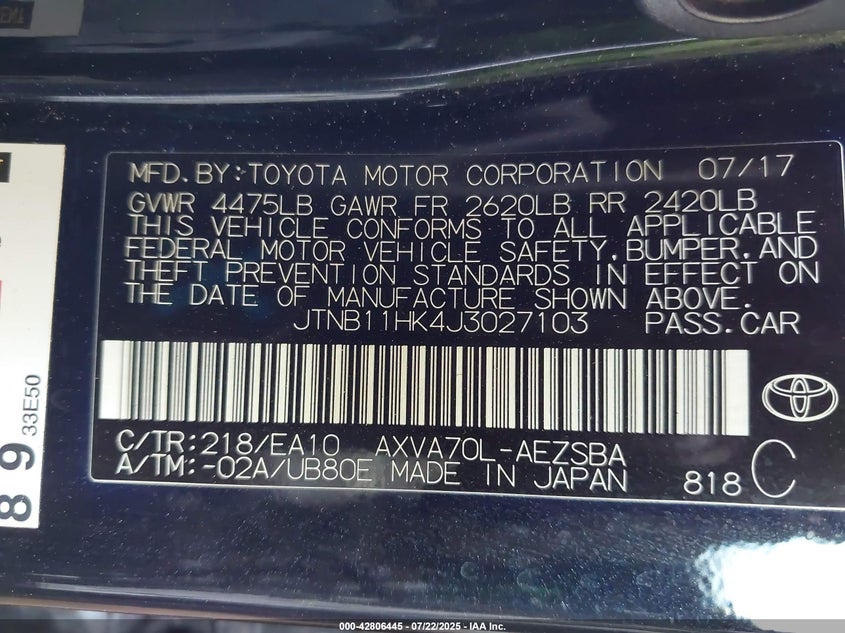 MFD.BY:TOYOTA MOTOR CORPORATION 07/17
GVWR 4475LB GAWR FR 2620LB RR 2420LB
THIS VEHICLE CONFORMS TO ALL APPLICABLE
FEDERAL MOTOR VEHICLE SAFETY,BUMPER,AND
THEFT PREVENTION STANDARDS IN EFFECT ON
THE DATE OF MANUFACTURE SHOWN ABOVE.
JTNB11HK4J3027103 PASS.CAR
C/TR:218/EA10 AXVA70L-AEZSBA
A/TM:-02A/UB80E MADE IN JAPAN 818 C
89 33E50
000-42806445 - 07/22/2025 - IAA Inc.